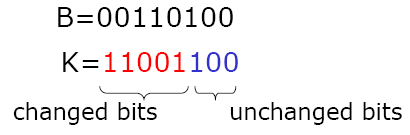 B=00110100
K=11001100
changed bits unchanged bits